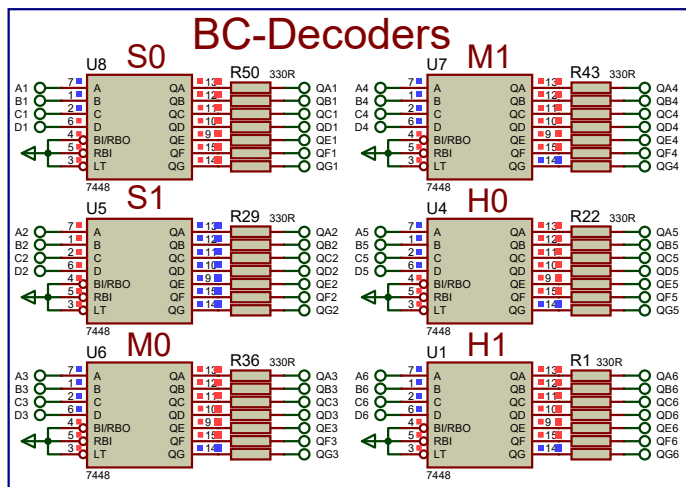 BC-Decoders
U8 S0
R50 330R
A1 7 A QA 13 QA1
B1 1 B QB 12 QB1
C1 2 C QC 11 QC1
D1 6 D QD 10 QD1
4 BI/RBO QE 9 QE1
5 RBI QF 15 QF1
3 LT QG 14 QG1
7448
U7 M1
R43 330R
A4 7 A QA 13 QA4
B4 1 B QB 12 QB4
C4 2 C QC 11 QC4
D4 6 D QD 10 QD4
4 BI/RBO QE 9 QE4
5 RBI QF 15 QF4
3 LT QG 14 QG4
7448
U5 S1
R29 330R
A2 7 A QA 13 QA2
B2 1 B QB 12 QB2
C2 2 C QC 11 QC2
D2 6 D QD 10 QD2
4 BI/RBO QE 9 QE2
5 RBI QF 15 QF2
3 LT QG 14 QG2
7448
U4 H0
R22 330R
A5 7 A QA 13 QA5
B5 1 B QB 12 QB5
C5 2 C QC 11 QC5
D5 6 D QD 10 QD5
4 BI/RBO QE 9 QE5
5 RBI QF 15 QF5
3 LT QG 14 QG5
7448
U6 M0
R36 330R
A3 7 A QA 13 QA3
B3 1 B QB 12 QB3
C3 2 C QC 11 QC3
D3 6 D QD 10 QD3
4 BI/RBO QE 9 QE3
5 RBI QF 15 QF3
3 LT QG 14 QG3
7448
U1 H1
R1 330R
A6 7 A QA 13 QA6
B6 1 B QB 12 QB6
C6 2 C QC 11 QC6
D6 6 D QD 10 QD6
4 BI/RBO QE 9 QE6
5 RBI QF 15 QF6
3 LT QG 14 QG6
7448